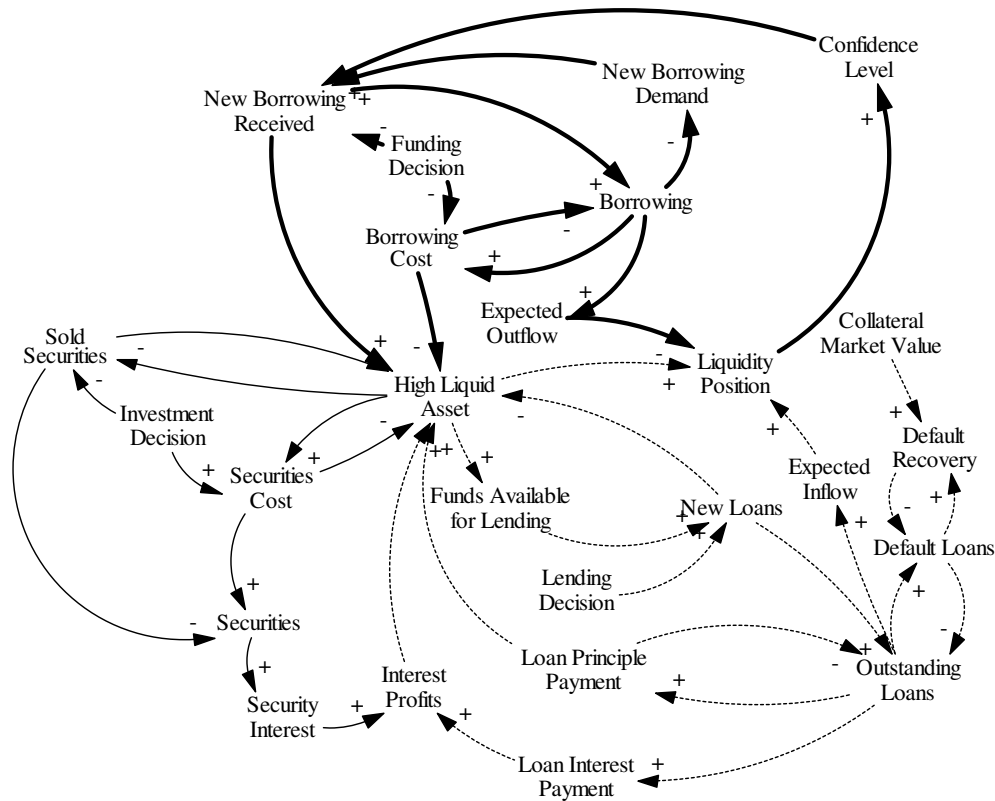 Confidence
Level
New Borrowing
Demand
New Borrowing
Received
+
+
-
Funding
Decision
-
+
-
-
Borrowing
+
Borrowing
Cost
-
+
+
Expected
Outflow
Collateral
Market Value
Sold
Securities
-
+
-
-
Liquidity
Position
+
High Liquid
Asset
-
-
Investment
Decision
-
+
+
Default
Recovery
+
Securities
Cost
+
-
++
+
Funds Available
for Lending
New Loans
+
+
Expected
Inflow
+
+
-
+
Default Loans
Lending
Decision
+
+
-
Securities
-
+
Loan Principle
Payment
-
+
Outstanding
Loans
+
Interest
Profits
Security
Interest
+
+
Loan Interest
Payment
+